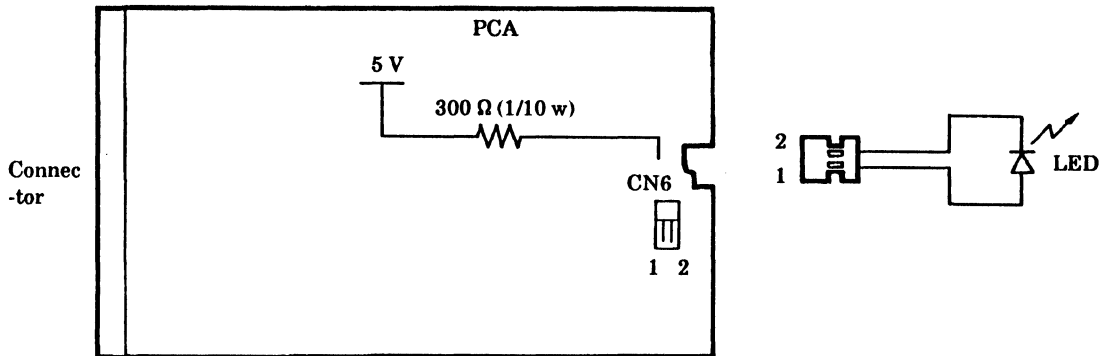 PCA
5 V
300 Ω (1/10 w)
Connec
-tor
CN6
1 2
2
1
LED